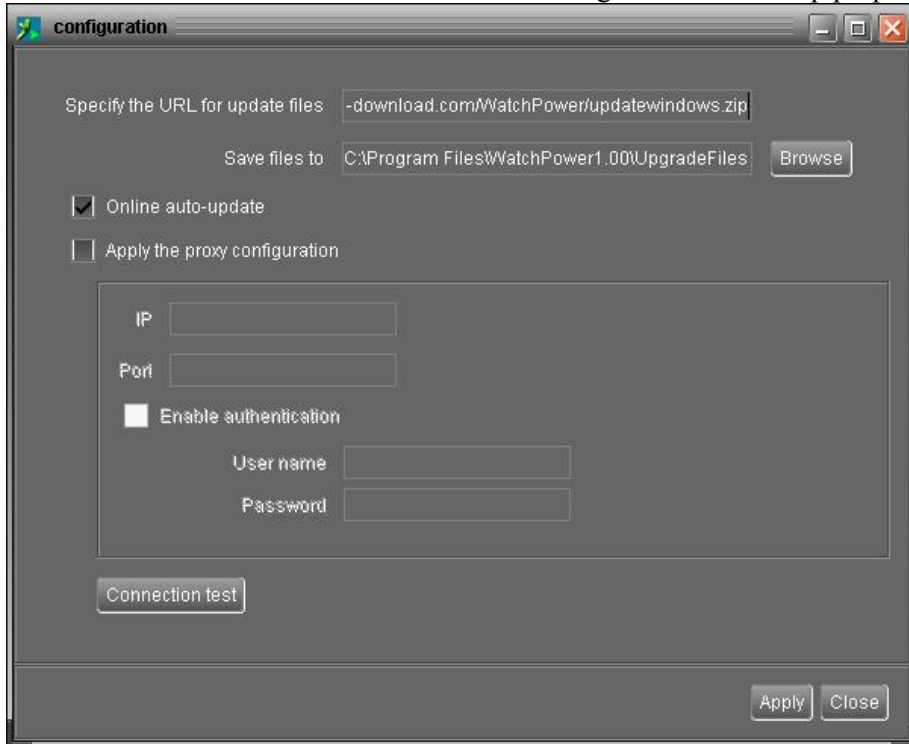 configuration
Specify the URL for update files -download.com/WatchPower/updatewindows.zip
Save files to C:\Program Files\WatchPower1.00\UpgradeFiles Browse
Online auto-update
Apply the proxy configuration
IP
Port
Enable authentication
User name
Password
Connection test
Apply Close